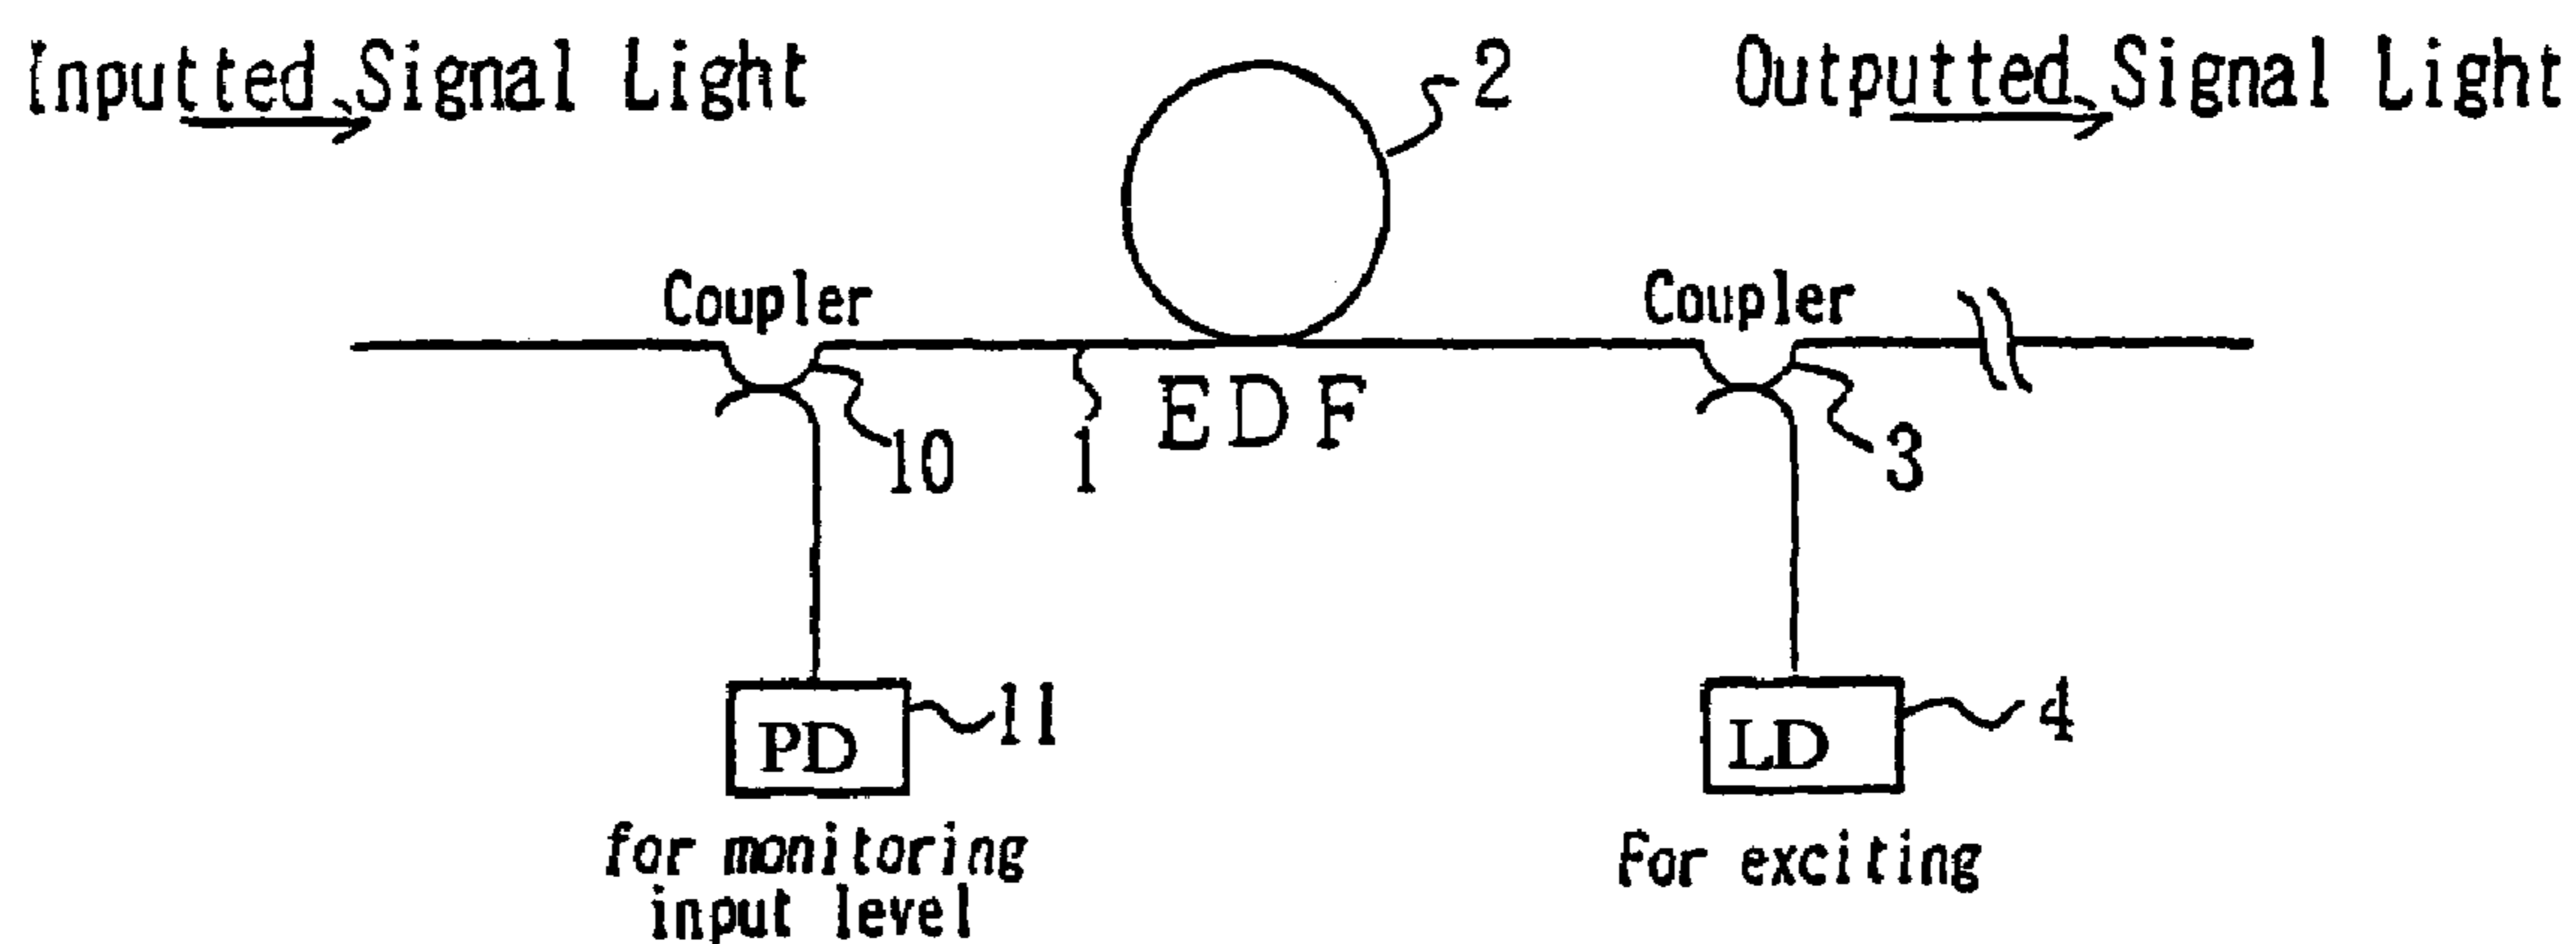 Inputted Signal Light
Outputted Signal Light
2
Coupler
Coupler
10
1
EDF
3
PD
11
LD
4
for monitoring
input level
For exciting